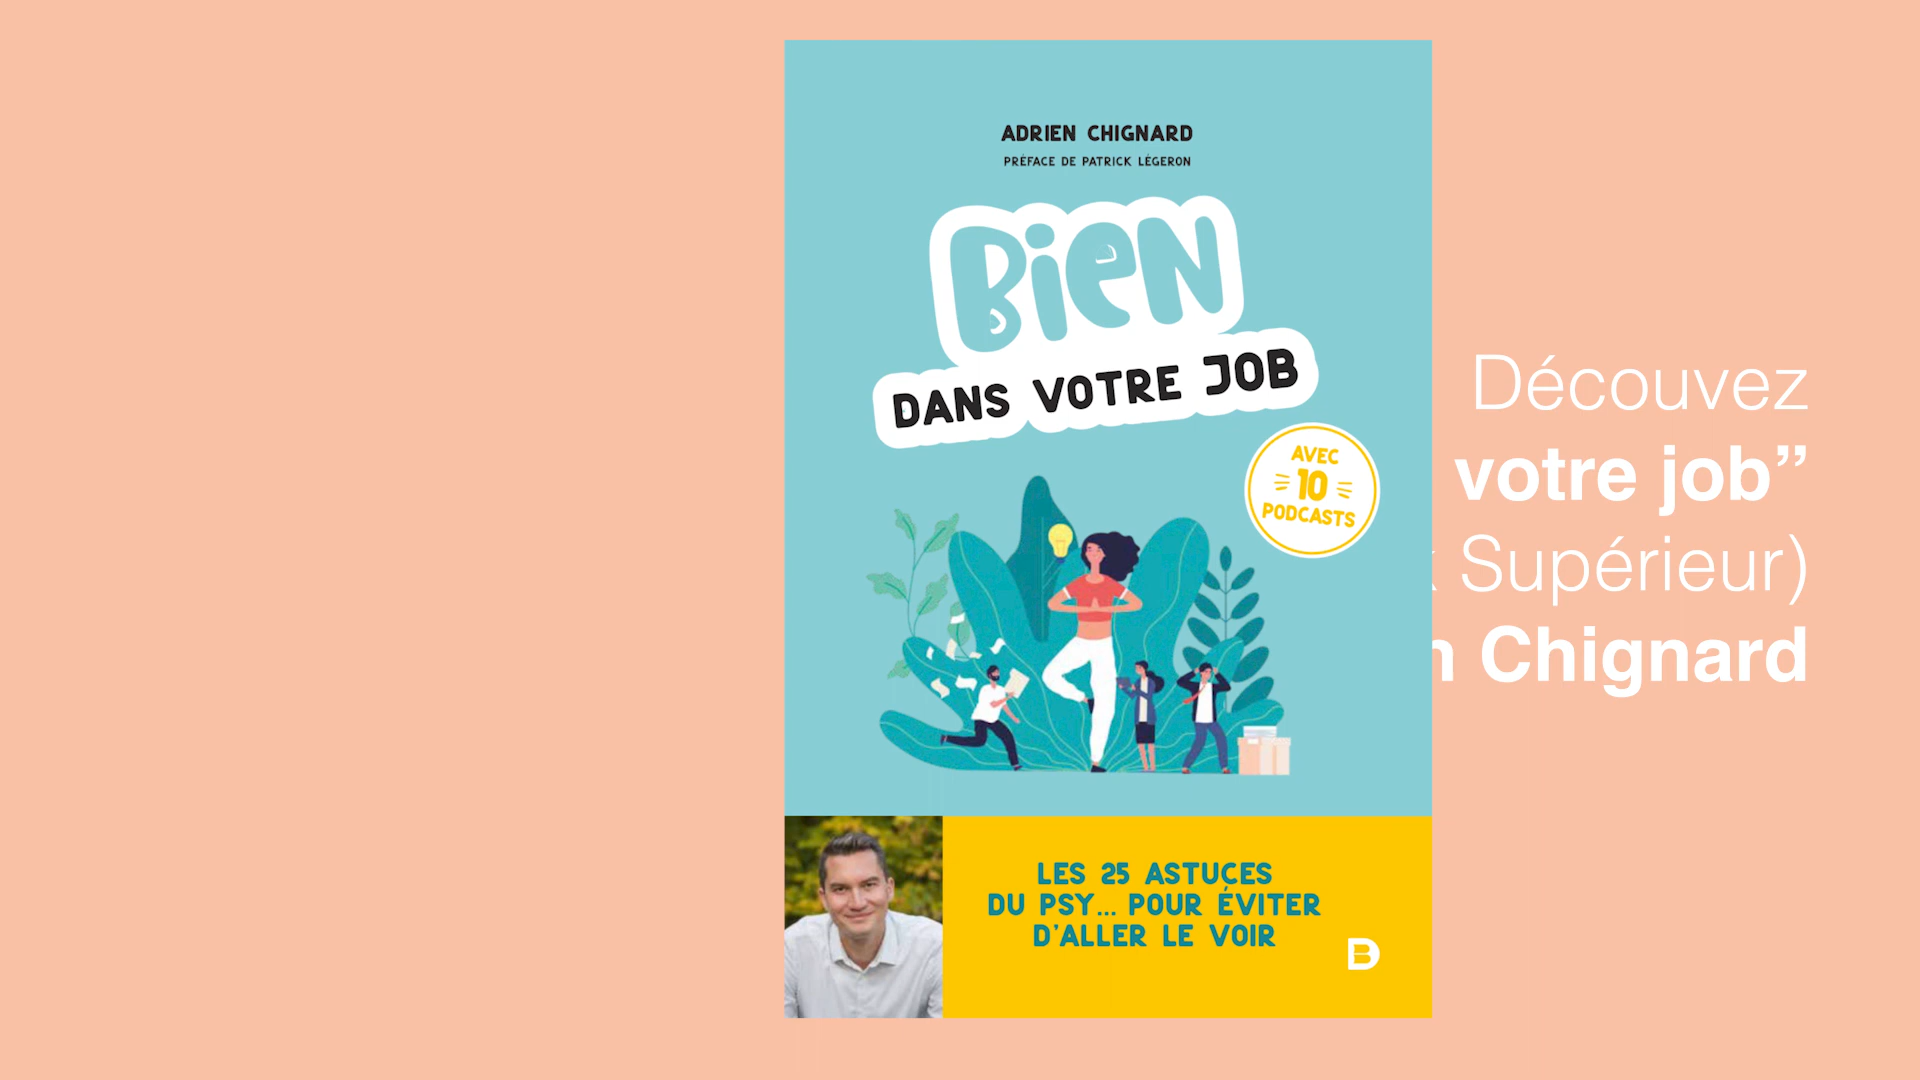 ADRIEN CHIGNARD
PRÉFACE DE PATRICK LÉGERON
Bien
DANS VOTRE JOB
AVEC
10
PODCASTS
LES 25 ASTUCES
DU PSY... POUR ÉVITER
D'ALLER LE VOIR
Découvez
votre job”
Supérieur)
Chignard